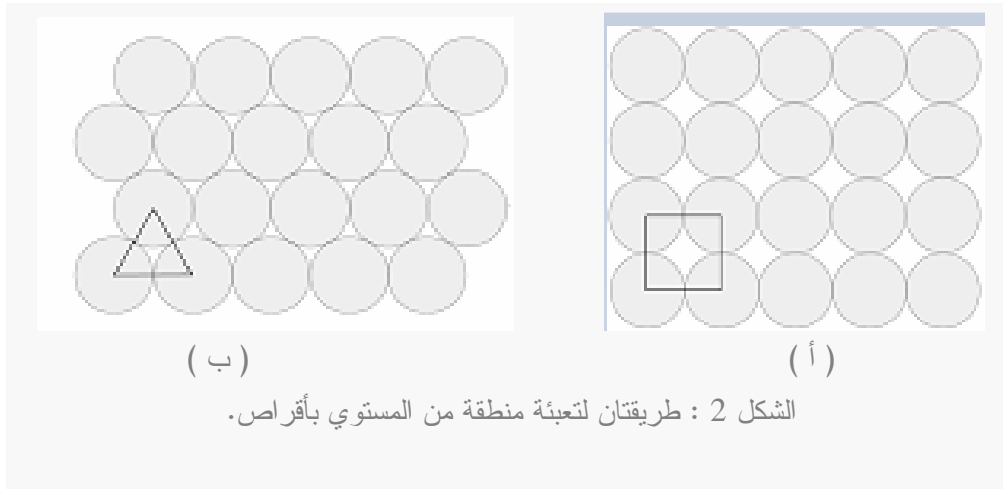 ( أ )
( ب )
الشكل 2 : طريقتان لتعبئة منطقة من المستوي بأقراص.